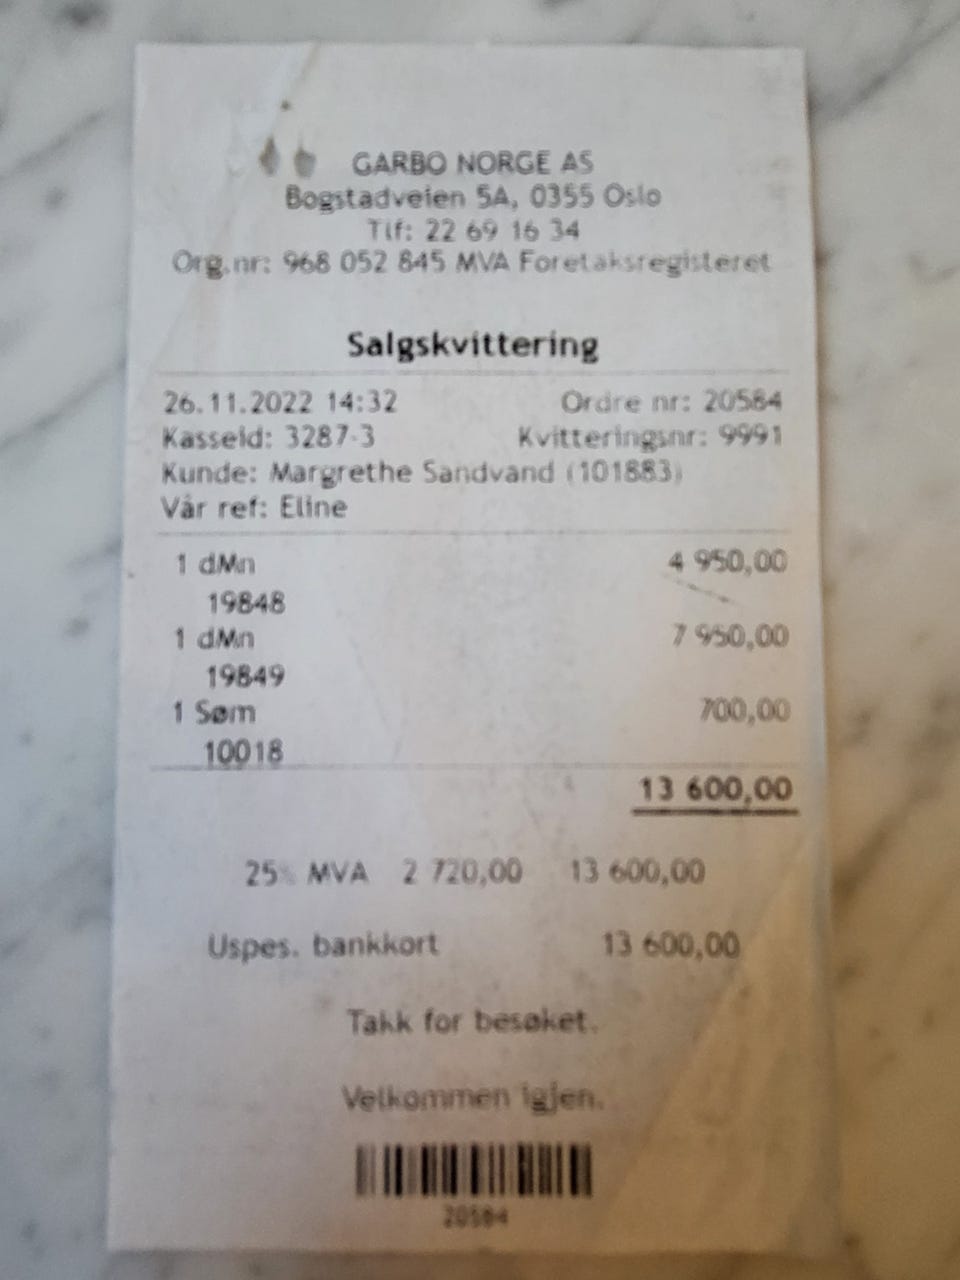 GARBO NORGE AS
Bogstadveien 5A, 0355 Oslo
Tlf: 22 69 16 34
Org.nr: 968 052 845 MVA Foretaksregisteret
Salgskvittering
26.11.2022 14:32 Ordre nr: 20584
KasseId: 3287-3 Kvitteringsnr: 9991
Kunde: Margrethe Sandvand (101883)
Vår ref: Eline
1 dMn 4 950,00
19848
1 dMn 7 950,00
19849
1 Søm 700,00
10018
13 600,00
25% MVA 2 720,00 13 600,00
Uspes. bankkort 13 600,00
Takk for besøket.
Velkommen igjen.
20584